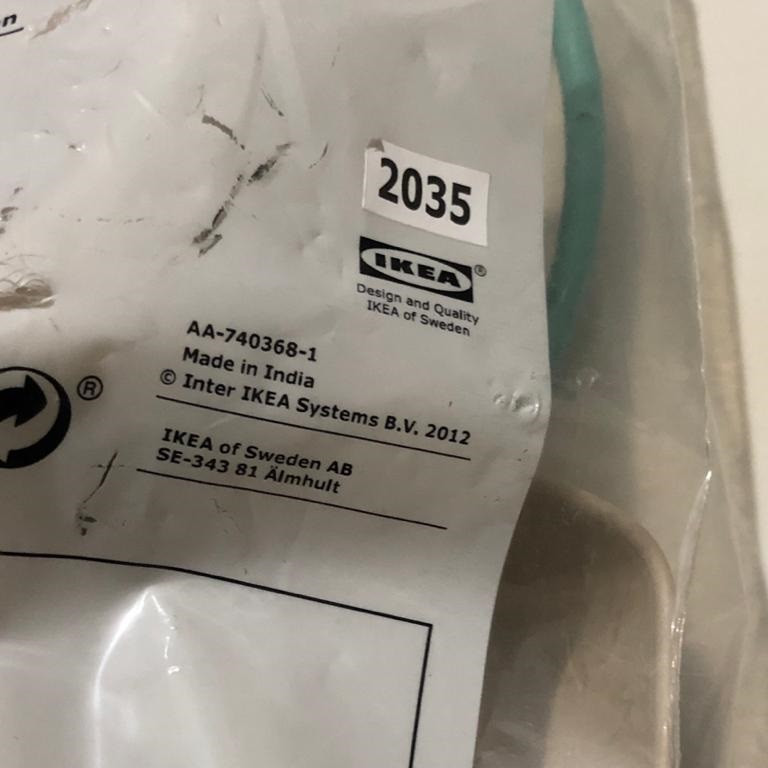 2035
IKEA®
Design and Quality
IKEA of Sweden
AA-740368-1
Made in India
© Inter IKEA Systems B.V. 2012
®
IKEA of Sweden AB
SE-343 81 Älmhult